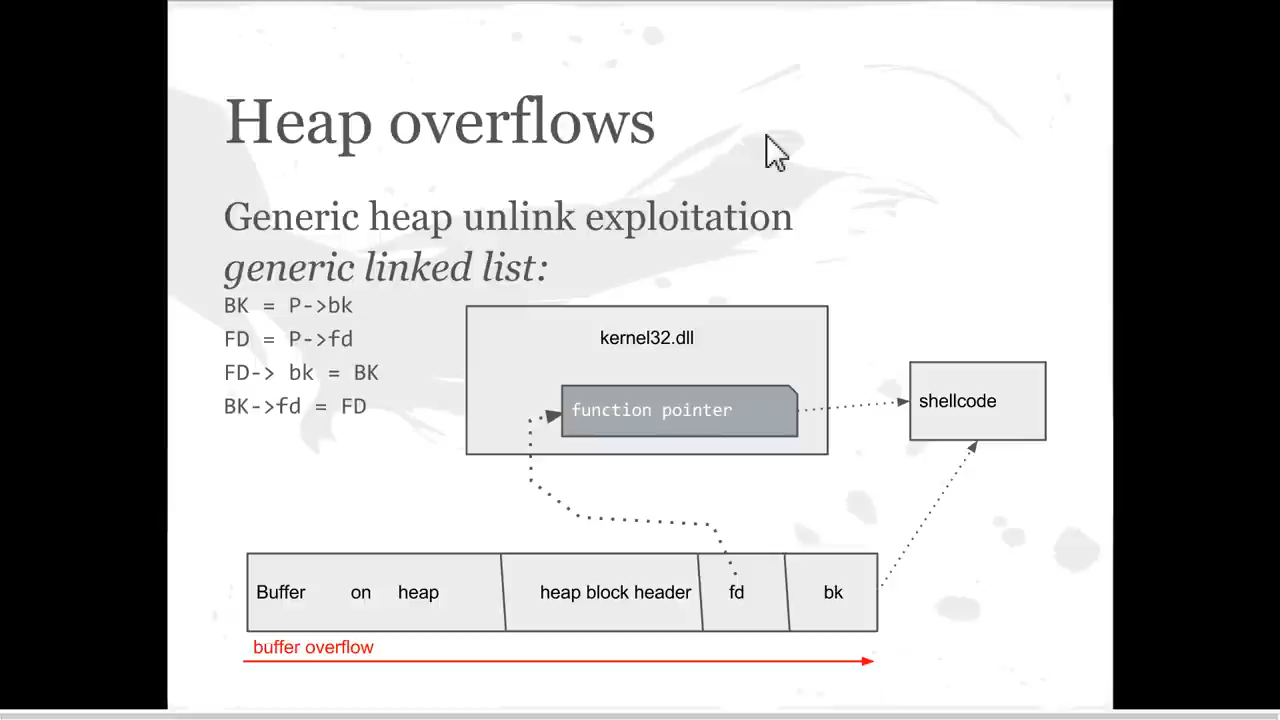 Heap overflows
Generic heap unlink exploitation
generic linked list:
BK = P->bk
FD = P->fd
FD-> bk = BK
BK->fd = FD
kernel32.dll
function pointer
shellcode
Buffer on heap
heap block header
fd
bk
buffer overflow